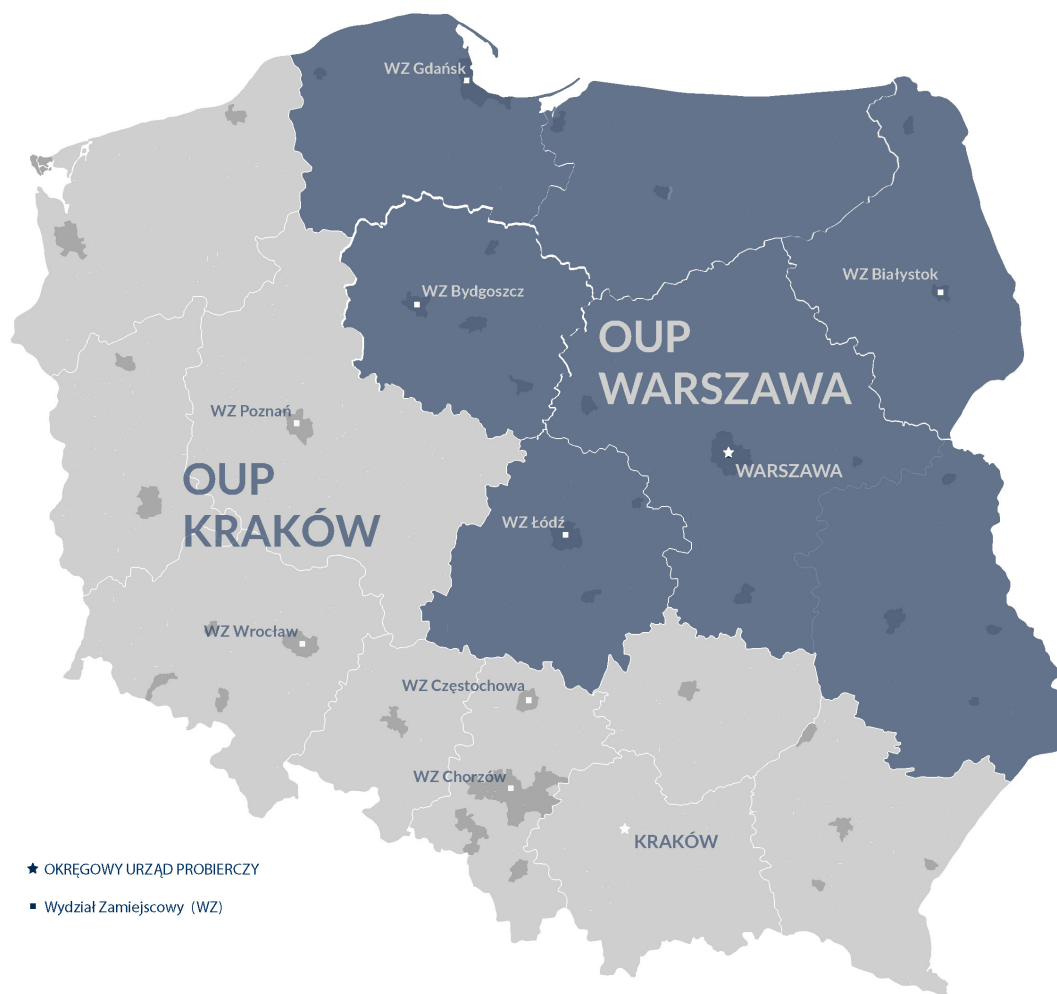 WZ Gdańsk
WZ Białystok
WZ Bydgoszcz
OUP
WARSZAWA
WZ Poznań
WARSZAWA
OUP
KRAKÓW
WZ Łódź
WZ Wrocław
WZ Częstochowa
WZ Chorzów
KRAKÓW
OKRĘGOWY URZĄD PROBIERCZY
Wydział Zamiejscowy (WZ)